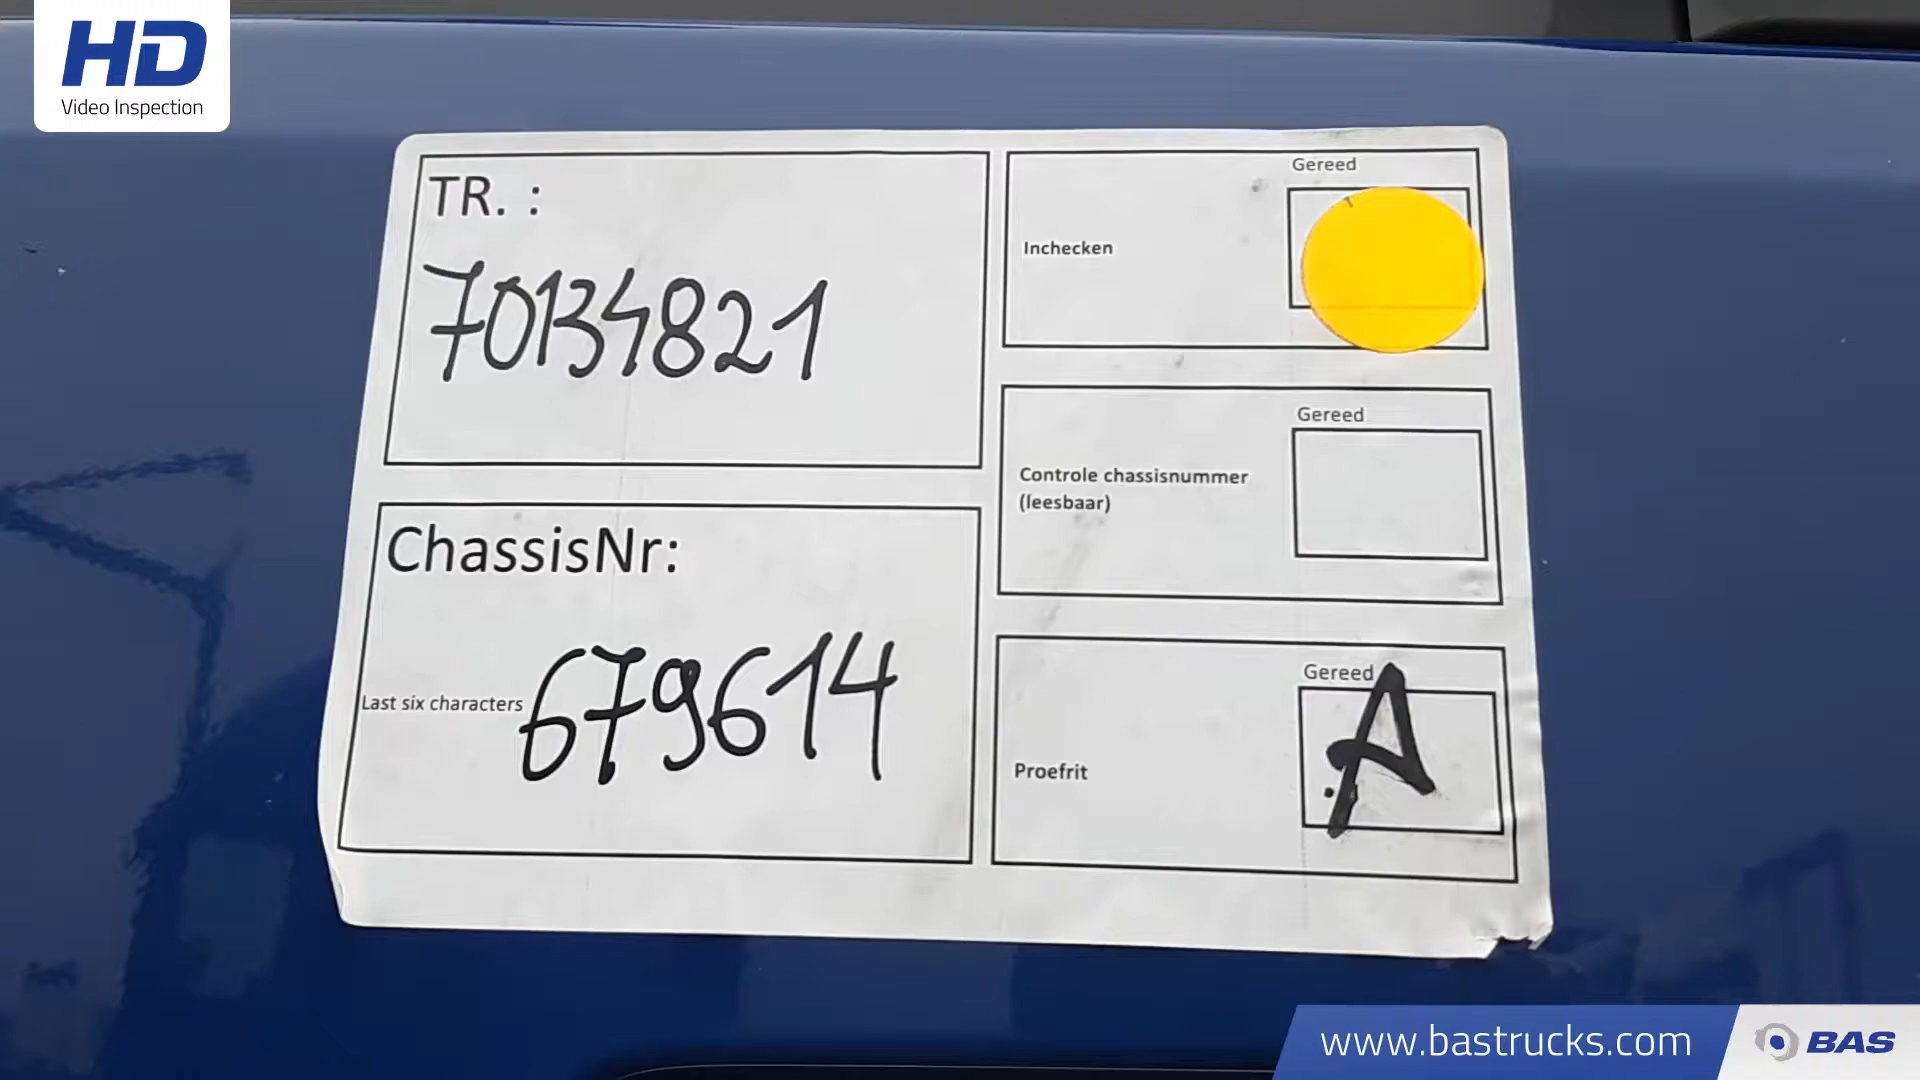 HD
Video Inspection
TR. :
70134821
ChassisNr:
Last six characters 679614
Gereed
Inchecken
Gereed
Controle chassisnummer
(leesbaar)
Gereed
A
Proefrit
www.bastrucks.com
BAS